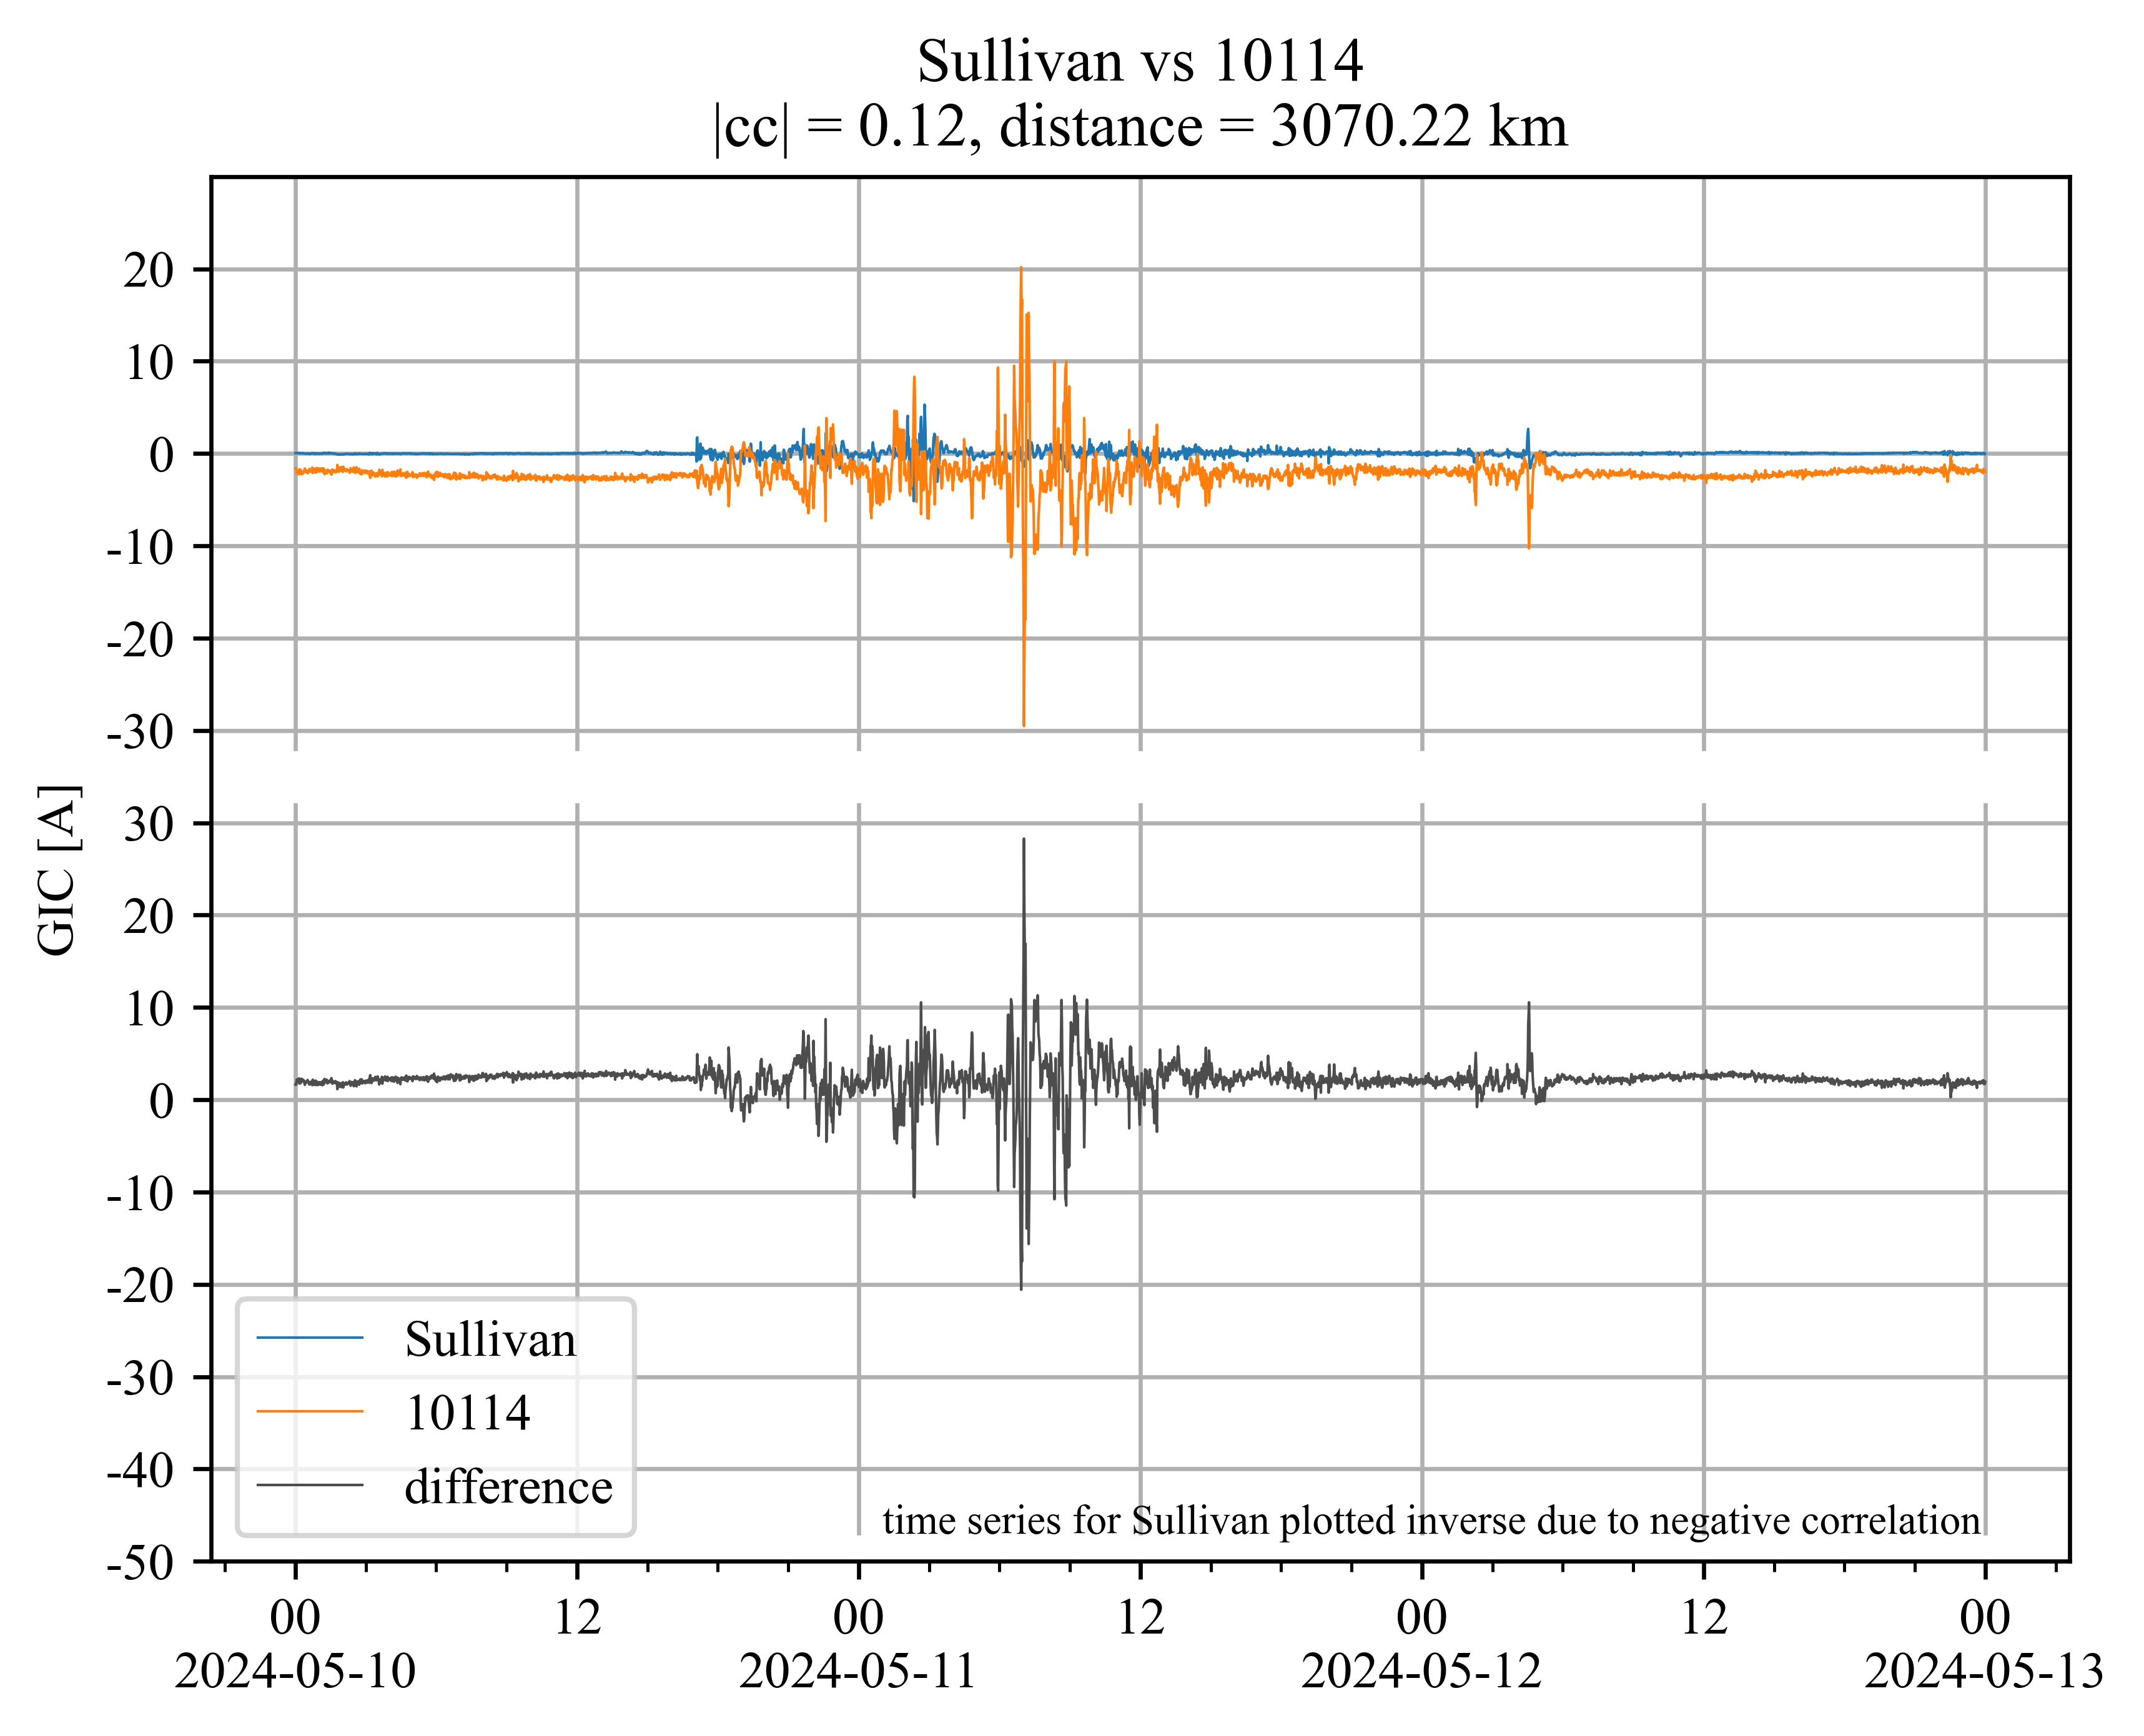 Sullivan vs 10114
|cc| = 0.12, distance = 3070.22 km
GIC [A]
20
10
0
-10
-20
-30
30
20
10
0
-10
-20
-30
-40
-50
Sullivan
10114
difference
time series for Sullivan plotted inverse due to negative correlation
00 12 00 12 00 12 00
2024-05-10 2024-05-11 2024-05-12 2024-05-13